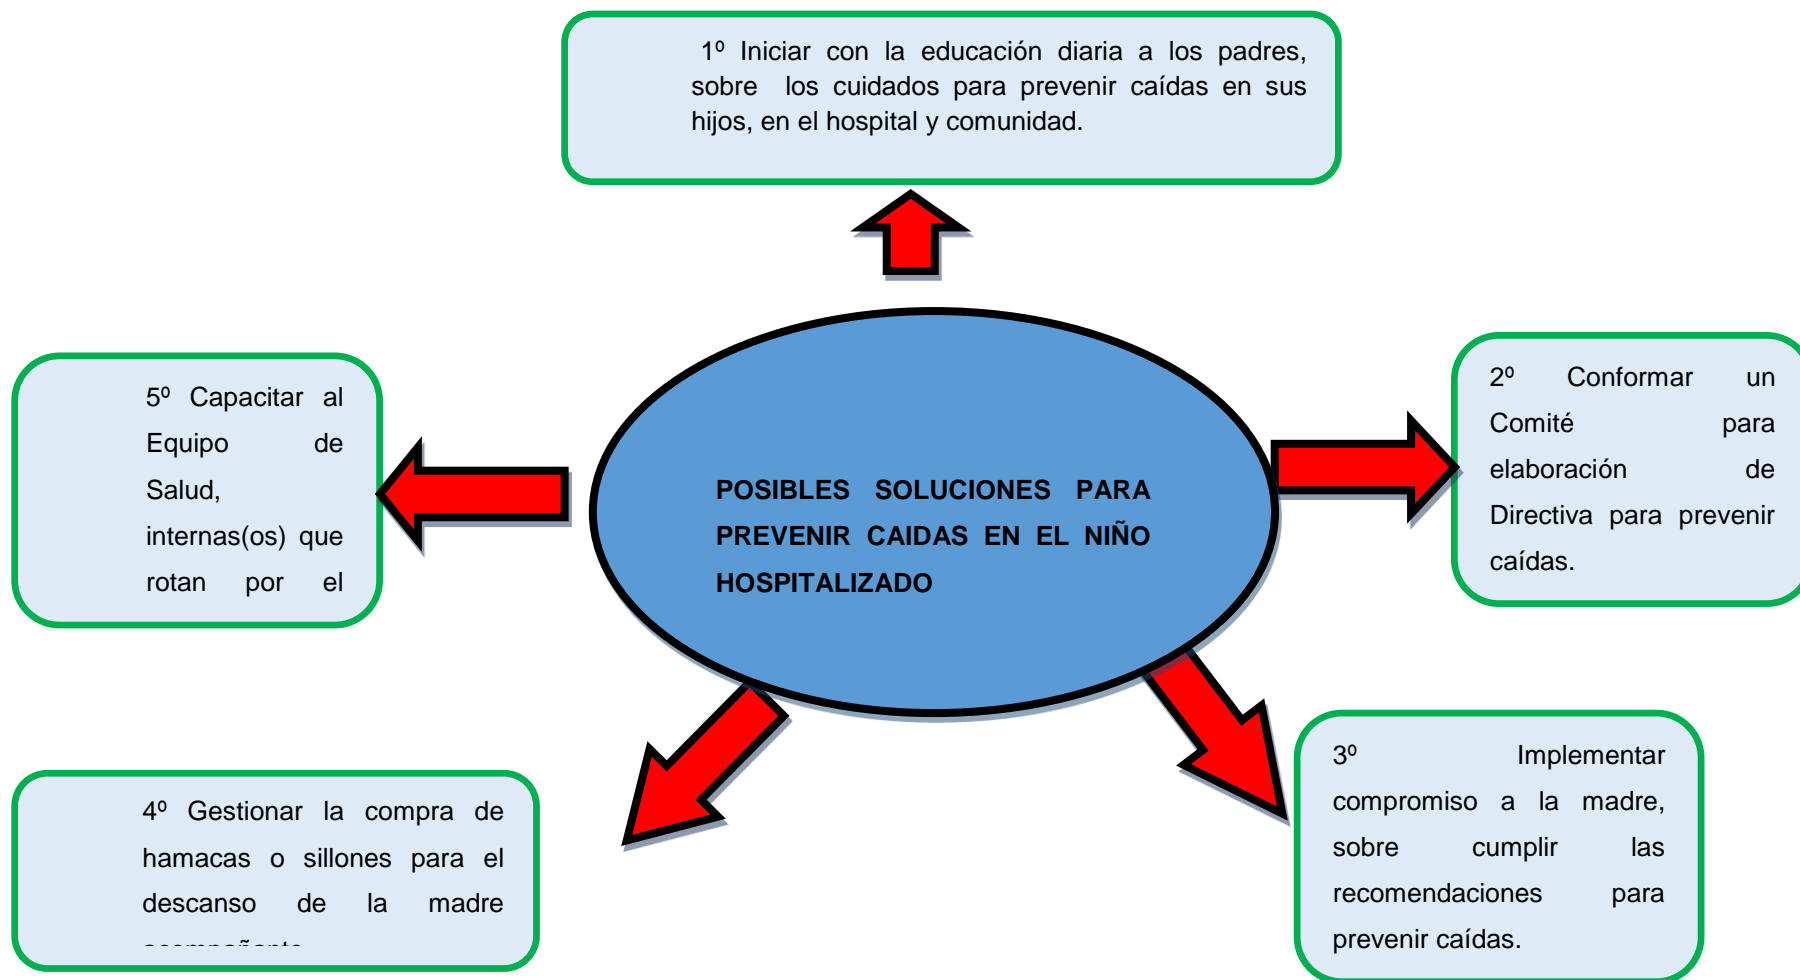 1º Iniciar con la educación diaria a los padres,
sobre los cuidados para prevenir caídas en sus
hijos, en el hospital y comunidad.
2º Conformar un
Comité para
elaboración de
Directiva para prevenir
caídas.
POSIBLES SOLUCIONES PARA
PREVENIR CAIDAS EN EL NIÑO
HOSPITALIZADO
5º Capacitar al
Equipo de
Salud,
internas(os) que
rotan por el
3º Implementar
compromiso a la madre,
sobre cumplir las
recomendaciones para
prevenir caídas.
4º Gestionar la compra de
hamacas o sillones para el
descanso de la madre